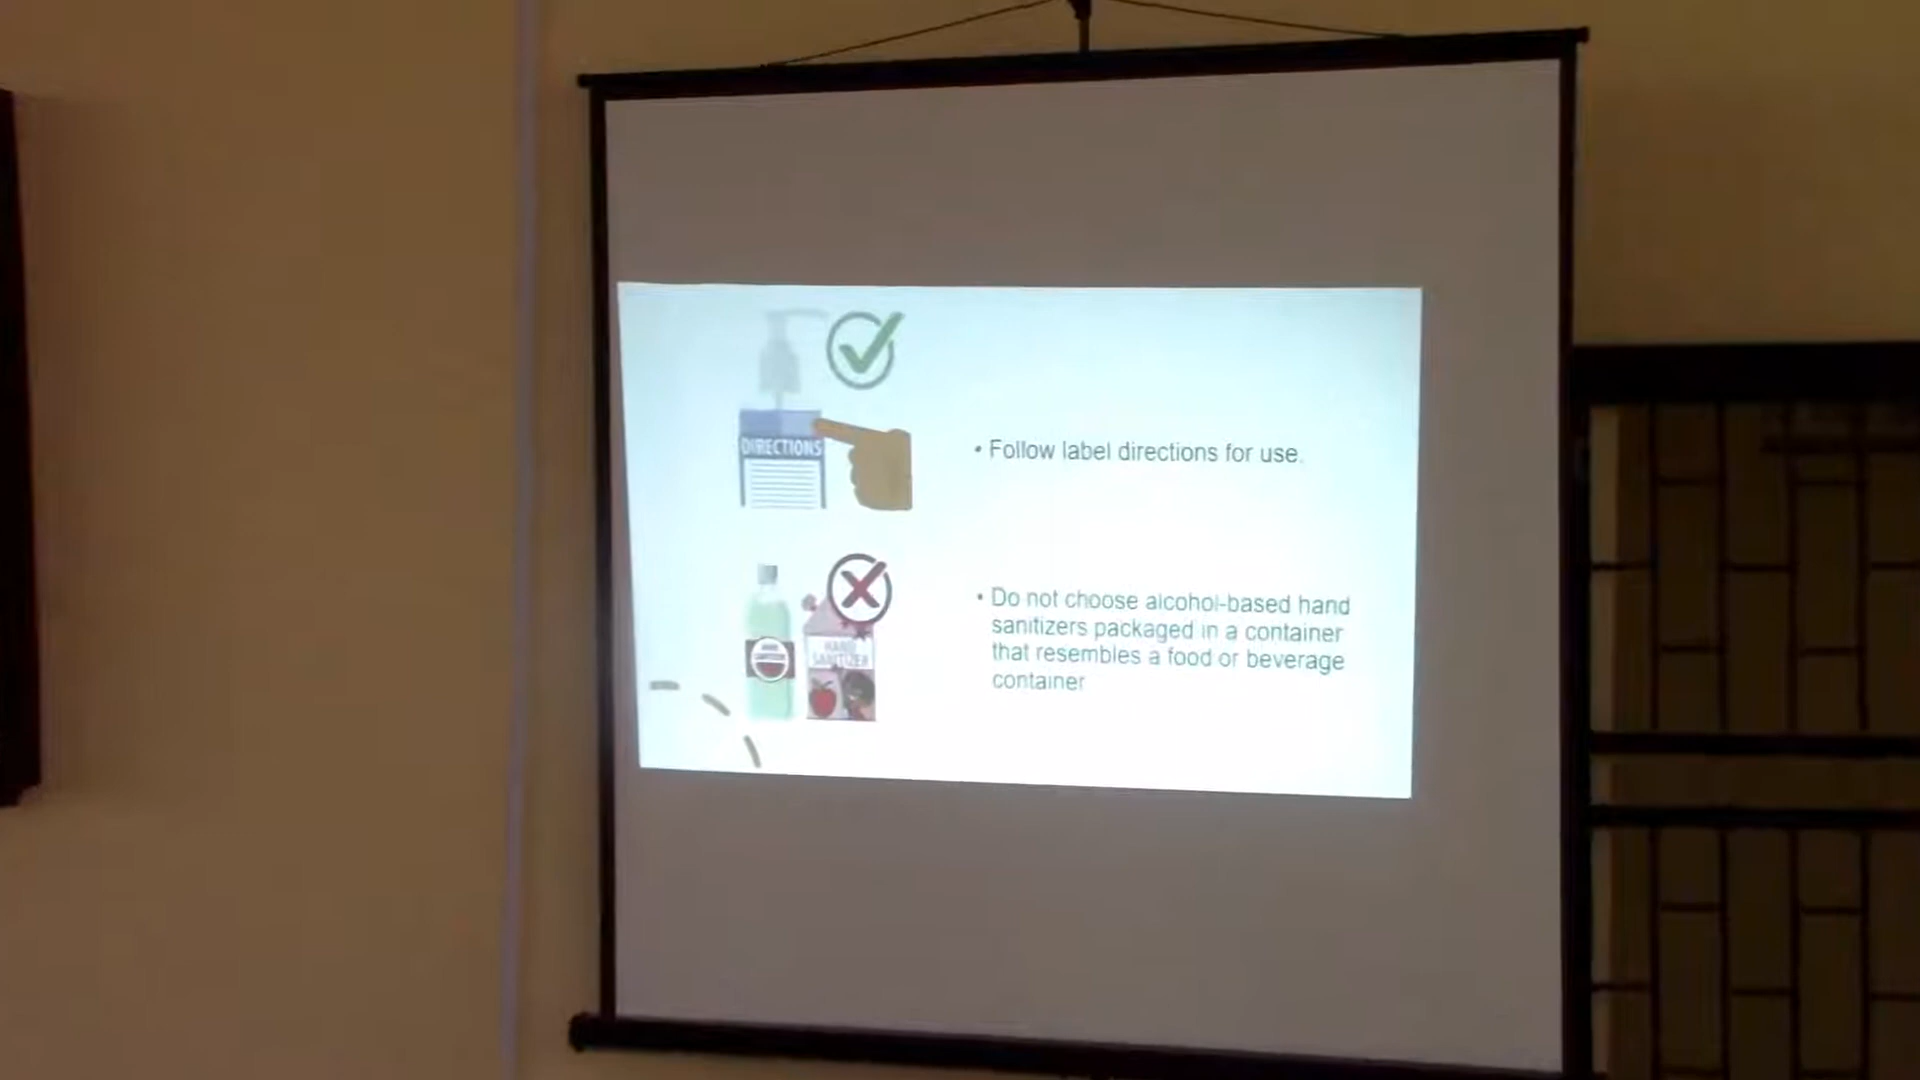 DIRECTIONS
• Follow label directions for use.
HAND
SANITIZER
• Do not choose alcohol-based hand
sanitizers packaged in a container
that resembles a food or beverage
container